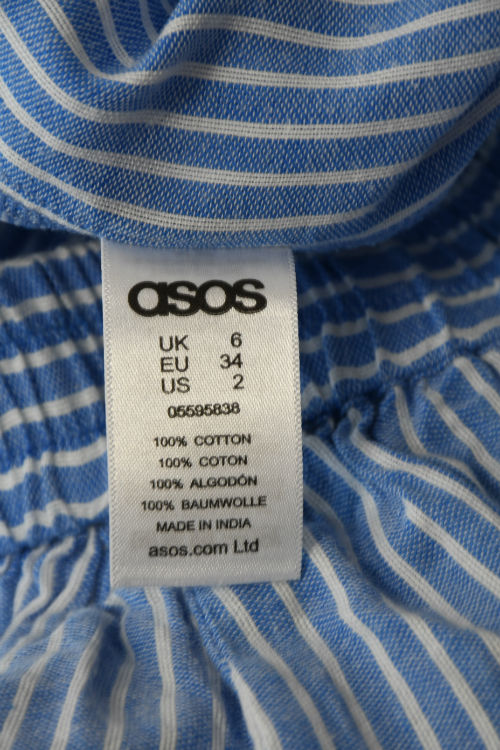 asos
UK 6
EU 34
US 2
05595838
100% COTTON
100% COTON
100% ALGODÓN
100% BAUMWOLLE
MADE IN INDIA
asos.com Ltd